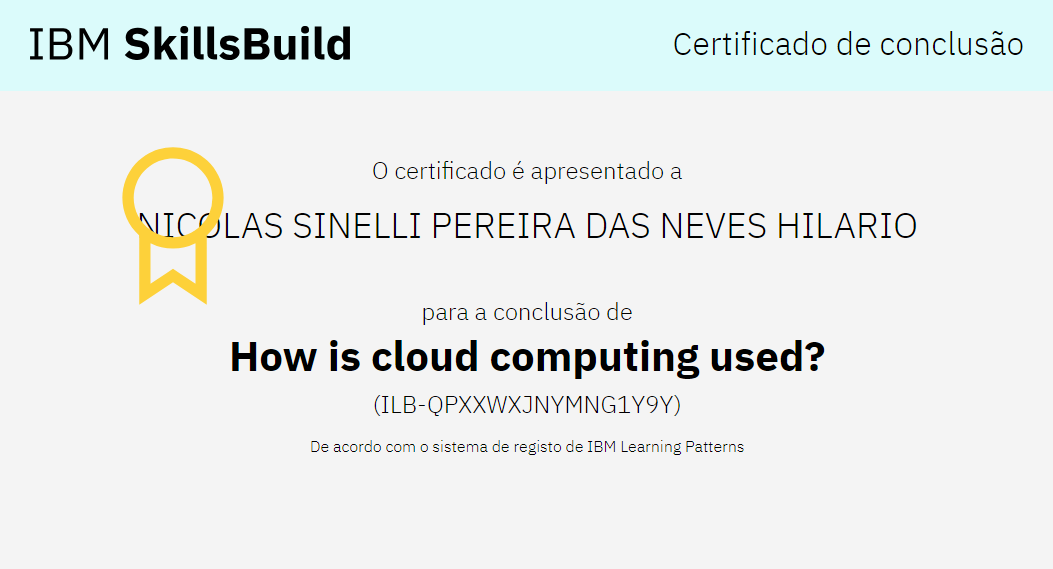 IBM SkillsBuild
Certificado de conclusão
O certificado é apresentado a
NICOLAS SINELLI PEREIRA DAS NEVES HILARIO
para a conclusão de
How is cloud computing used?
(ILB-QPXXWXJNYMNG1Y9Y)
De acordo com o sistema de registo de IBM Learning Patterns